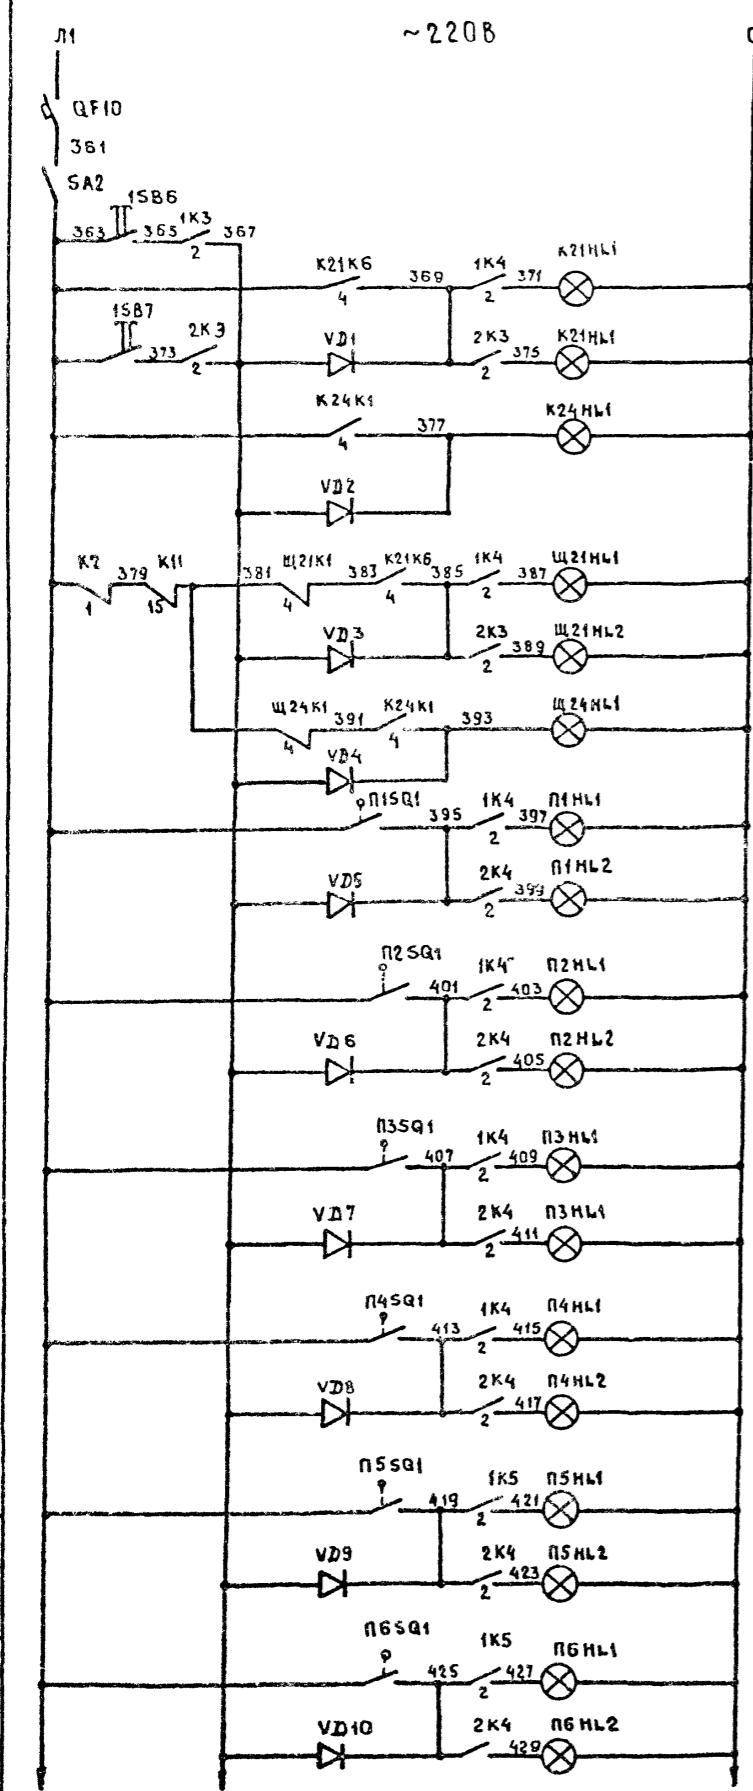 Л1 ~220В
QF10
361
SA2
1SB6
363 365 1К3 367
2
К21К6 369 1К4 371 К21HL1
4 2
1SB7
373 2К3 VD1 2К3 375 К21HL1
2 2
К24К1 377 К24HL1
4
VD2
К7 379 К11 381 Щ21К1 383 К21К6 385 1К4 387 Щ21HL1
1 15 4 4 2
VD3 2К3 389 Щ21HL2
2
Щ24К1 391 К24К1 393 Щ24HL1
4 4
VD4
П1SQ1 395 1К4 397 П1HL1
2
VD5 2К4 399 П1HL2
2
П2SQ1 401 1К4 403 П2HL1
2
VD6 2К4 405 П2HL2
2
П3SQ1 407 1К4 409 П3HL1
2
VD7 2К4 411 П3HL1
2
П4SQ1 413 1К4 415 П4HL1
2
VD8 2К4 417 П4HL2
2
П5SQ1 419 1К5 421 П5HL1
2
VD9 2К4 423 П5HL2
2
П6SQ1 425 1К5 427 П6HL1
2
VD10 2К4 429 П6HL2